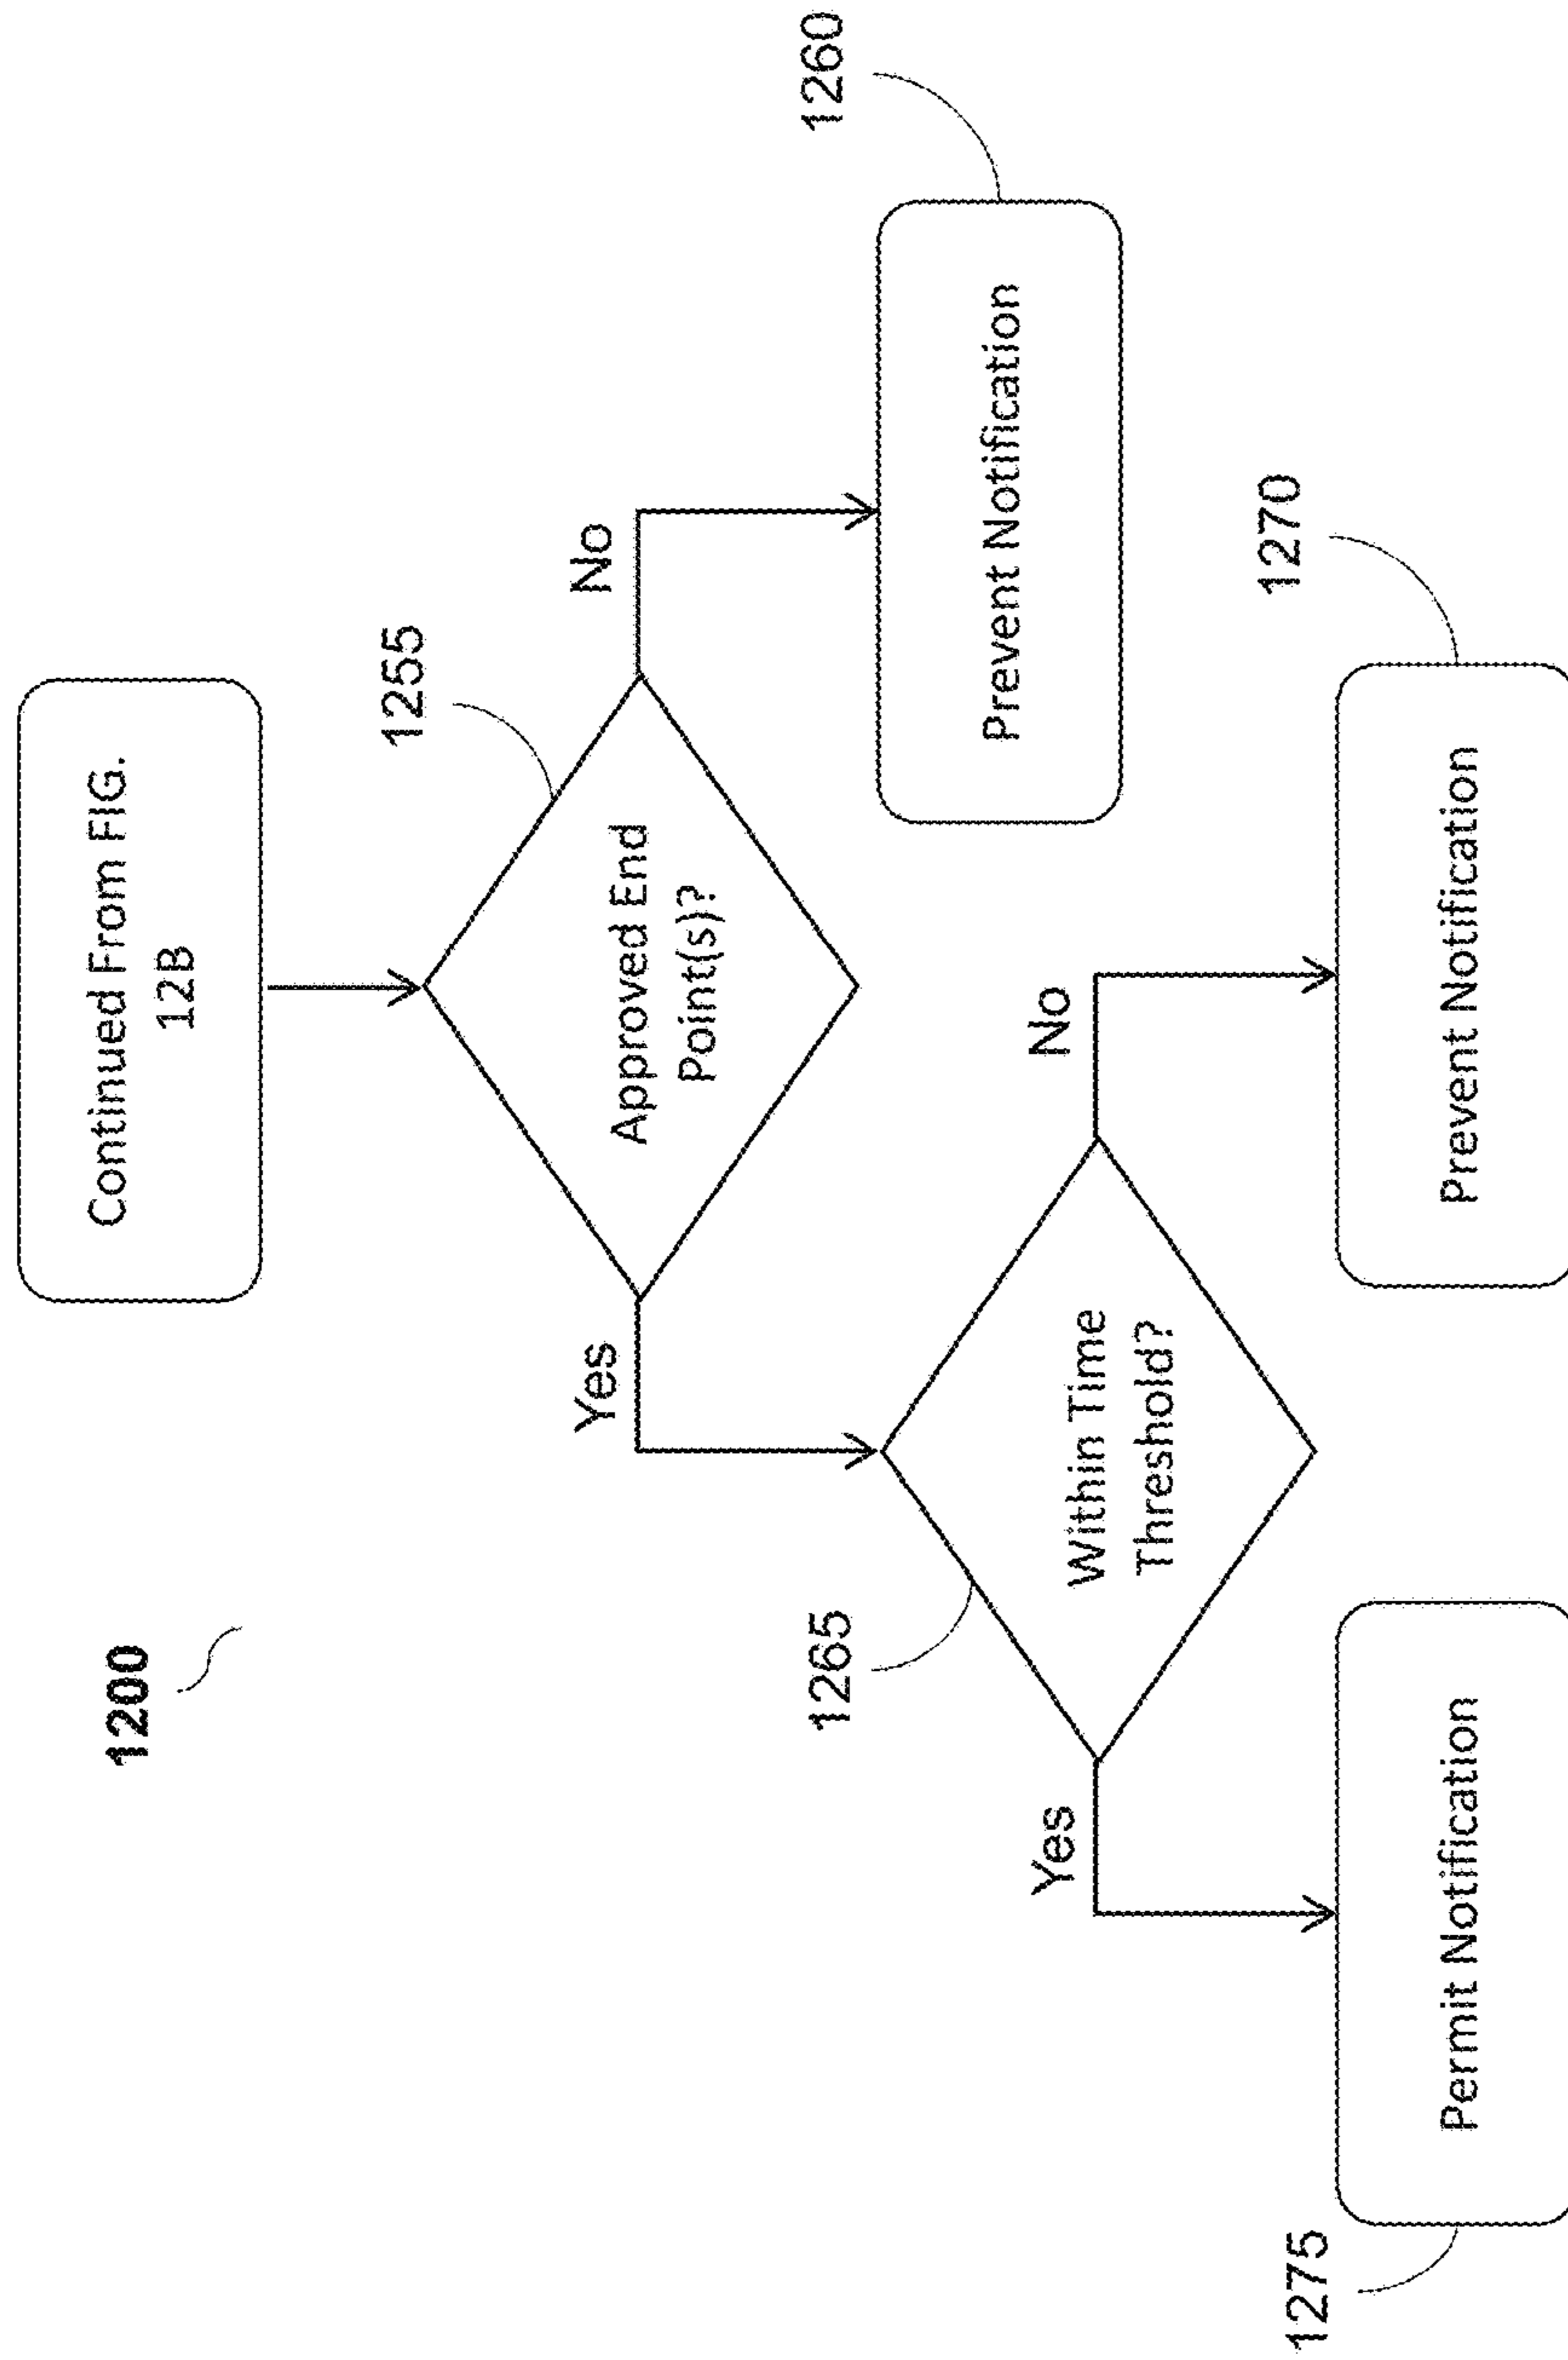 1200
Continued From FIG.
12B
1255
Approved End
Point(s)?
Yes
No
1260
Prevent Notification
1265
Within Time
Threshold?
Yes
No
1270
Prevent Notification
1275
Permit Notification